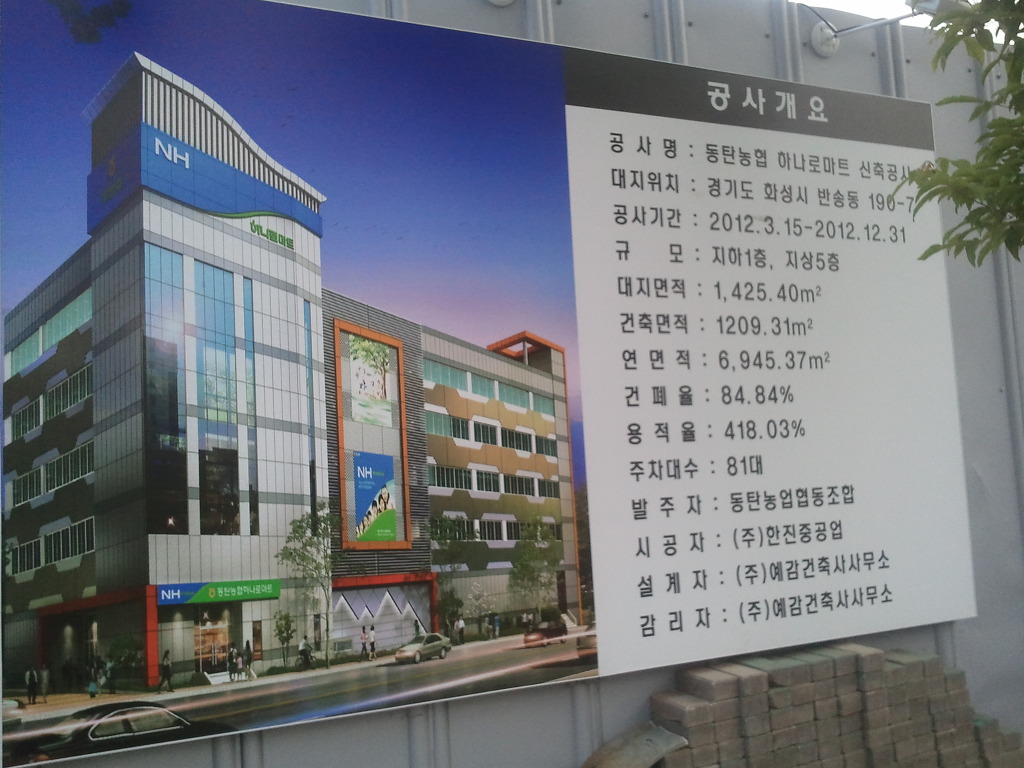 NH
하나로마트
NH
NH
동탄농협하나로마트
공사개요
공 사 명 : 동탄농협 하나로마트 신축공사
대지위치 : 경기도 화성시 반송동 190-7
공사기간 : 2012.3.15-2012.12.31
규 모 : 지하1층, 지상5층
대지면적 : 1,425.40m²
건축면적 : 1209.31m²
연 면 적 : 6,945.37m²
건 폐 율 : 84.84%
용 적 율 : 418.03%
주차대수 : 81대
발 주 자 : 동탄농업협동조합
시 공 자 : (주)한진중공업
설 계 자 : (주)예감건축사사무소
감 리 자 : (주)예감건축사사무소